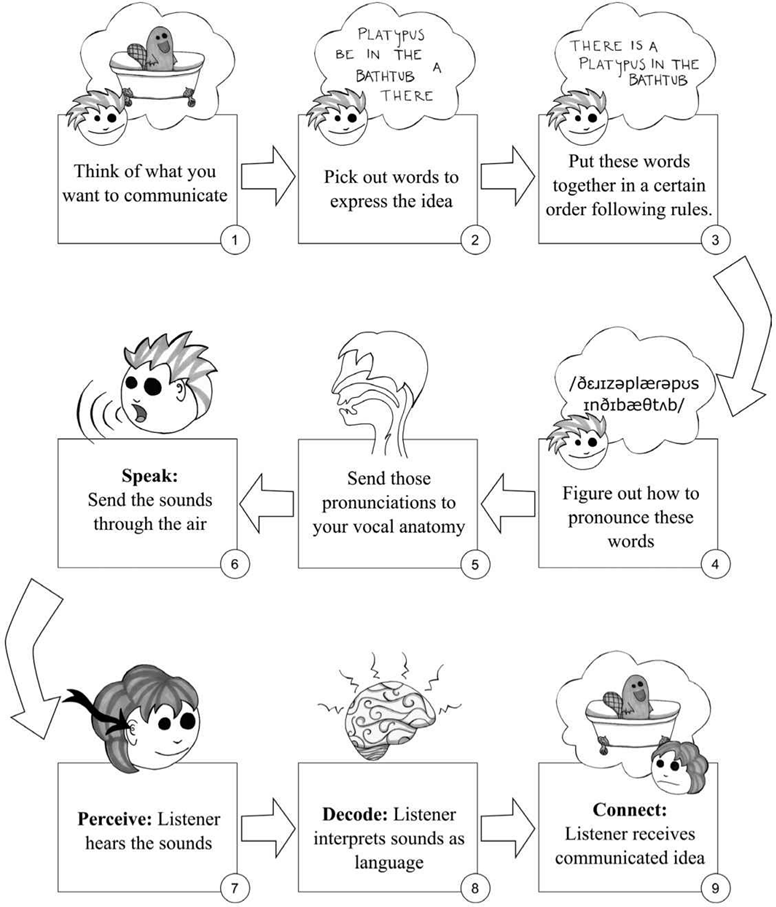 PLATYPUS
BE IN THE
BATHTUB A
THERE
THERE IS A
PLATYPUS IN THE
BATHTUB
Think of what you
want to communicate
1
Pick out words to
express the idea
2
Put these words
together in a certain
order following rules.
3
/ðɛɹɪzəplærəpʊs
ɪnðɪbæθtʌb/
Speak:
Send the sounds
through the air
6
Send those
pronunciations to
your vocal anatomy
5
Figure out how to
pronounce these
words
4
Perceive: Listener
hears the sounds
7
Decode: Listener
interprets sounds as
language
8
Connect:
Listener receives
communicated idea
9